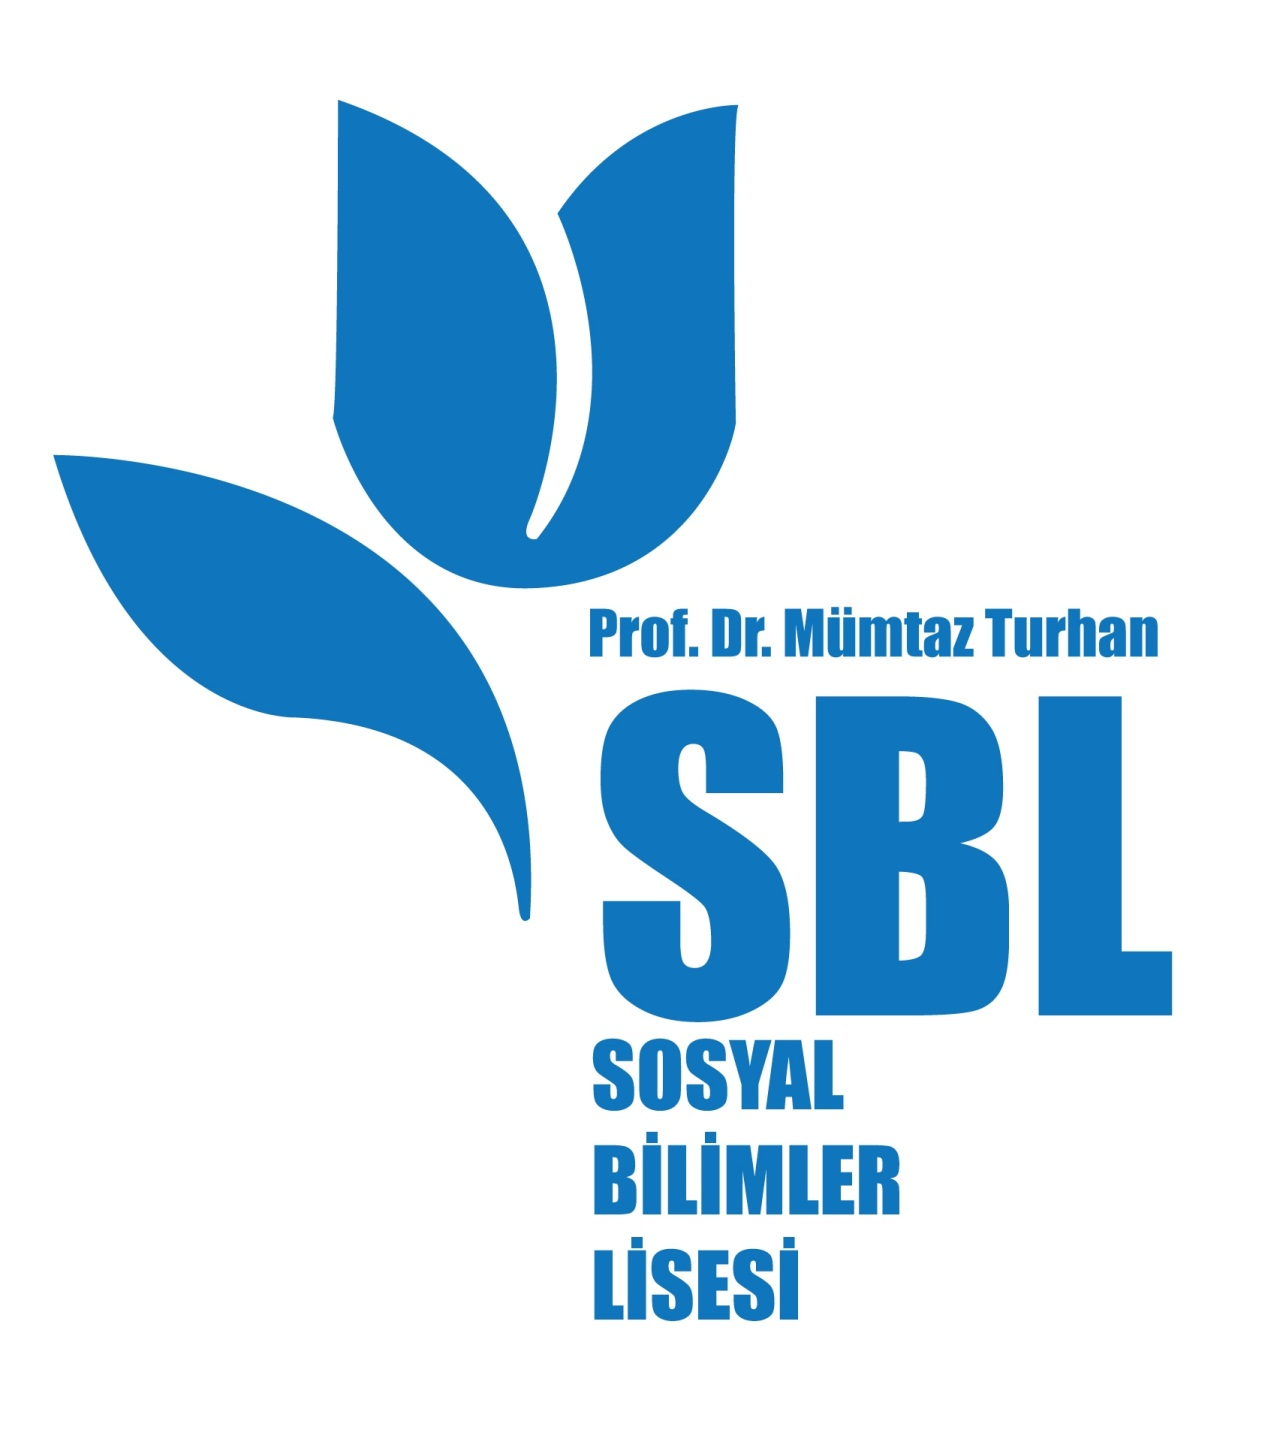 Prof. Dr. Mümtaz Turhan
SBL
SOSYAL
BİLİMLER
LİSESİ